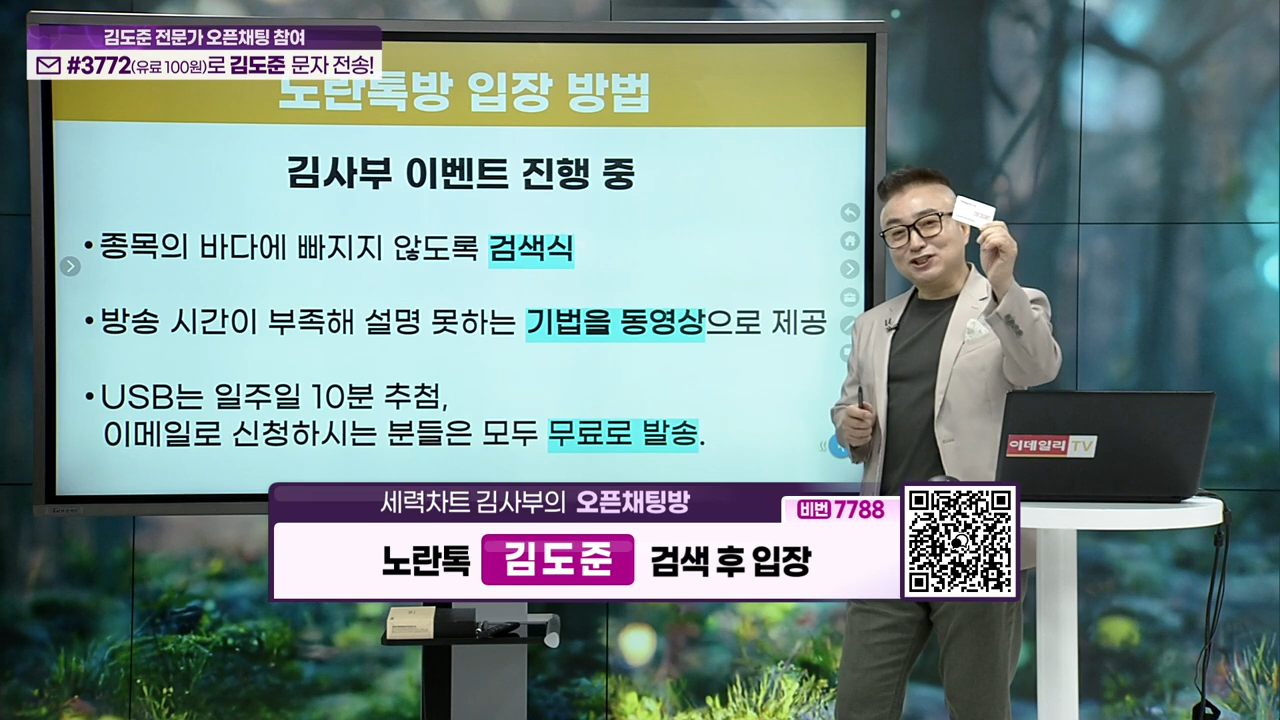 김도준 전문가 오픈채팅 참여
#3772(유료 100원)로 김도준 문자 전송!
노란톡방 입장 방법
김사부 이벤트 진행 중
• 종목의 바다에 빠지지 않도록 검색식
• 방송 시간이 부족해 설명 못하는 기법을 동영상으로 제공
• USB는 일주일 10분 추첨,
이메일로 신청하시는 분들은 모두 무료로 발송.
이데일리 TV
세력차트 김사부의 오픈채팅방
비번 7788
노란톡 김도준 검색 후 입장